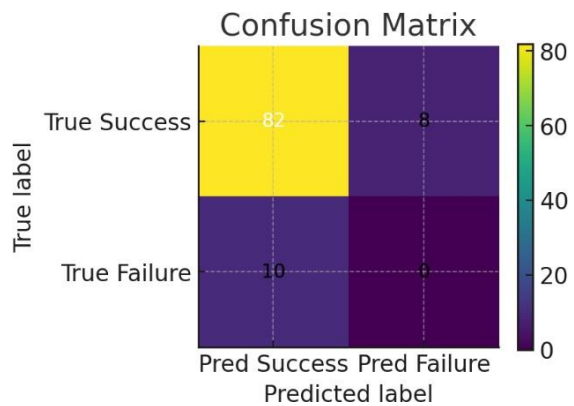 Confusion Matrix
80
True Success
82
8
60
True label
40
True Failure
10
0
20
0
Pred Success
Pred Failure
Predicted label